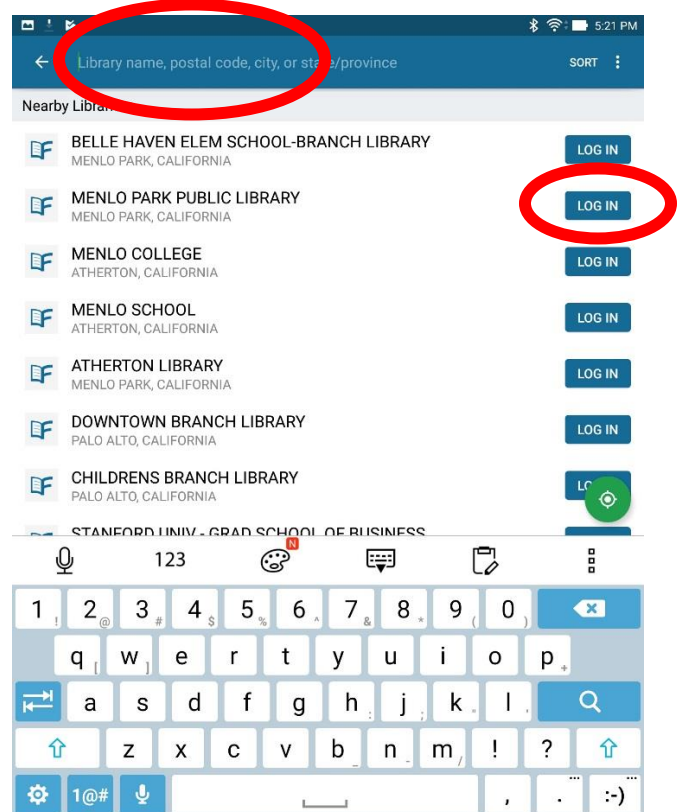 5:21 PM
Library name, postal code, city, or state/province SORT
Nearby Libraries
BELLE HAVEN ELEM SCHOOL-BRANCH LIBRARY
MENLO PARK, CALIFORNIA
LOG IN
MENLO PARK PUBLIC LIBRARY
MENLO PARK, CALIFORNIA
LOG IN
MENLO COLLEGE
ATHERTON, CALIFORNIA
LOG IN
MENLO SCHOOL
ATHERTON, CALIFORNIA
LOG IN
ATHERTON LIBRARY
MENLO PARK, CALIFORNIA
LOG IN
DOWNTOWN BRANCH LIBRARY
PALO ALTO, CALIFORNIA
LOG IN
CHILDRENS BRANCH LIBRARY
PALO ALTO, CALIFORNIA
LO
STANFORD UNIV - GRAD SCHOOL OF BUSINESS
123 N
1 ! 2 @ 3 # 4 $ 5 % 6 ^ 7 & 8 * 9 ( 0 )
q [ w ] e r t y u i o p +
a s d f g h : j ; k " l '
z x c v b _ n - m / ! ?
1@# , . ... :-) ...